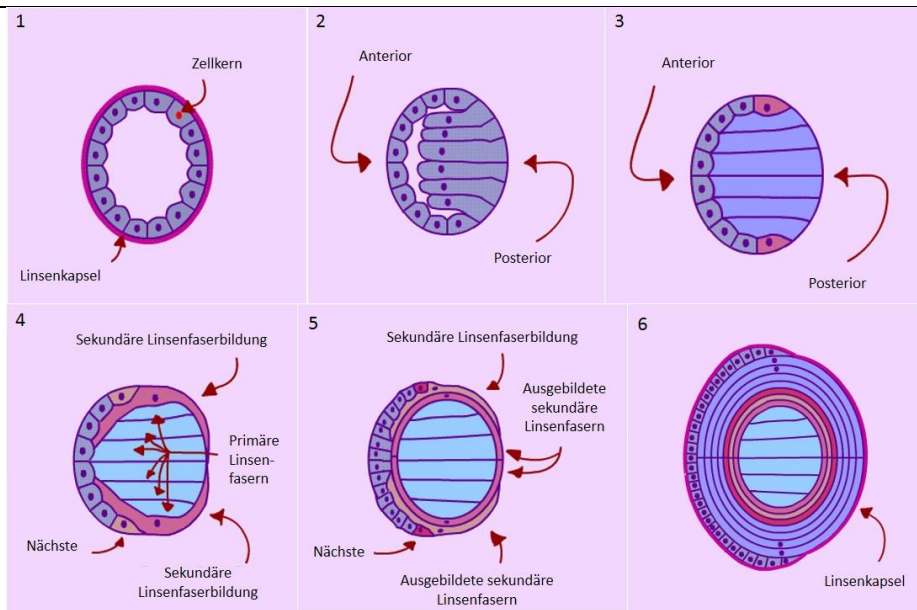 1
Zellkern
Linsenkapsel
2
Anterior
Posterior
3
Anterior
Posterior
4
Sekundäre Linsenfaserbildung
Primäre
Linsen-
fasern
Nächste
Sekundäre
Linsenfaserbildung
5
Sekundäre Linsenfaserbildung
Ausgebildete
sekundäre
Linsenfasern
Nächste
Ausgebildete sekundäre
Linsenfasern
6
Linsenkapsel